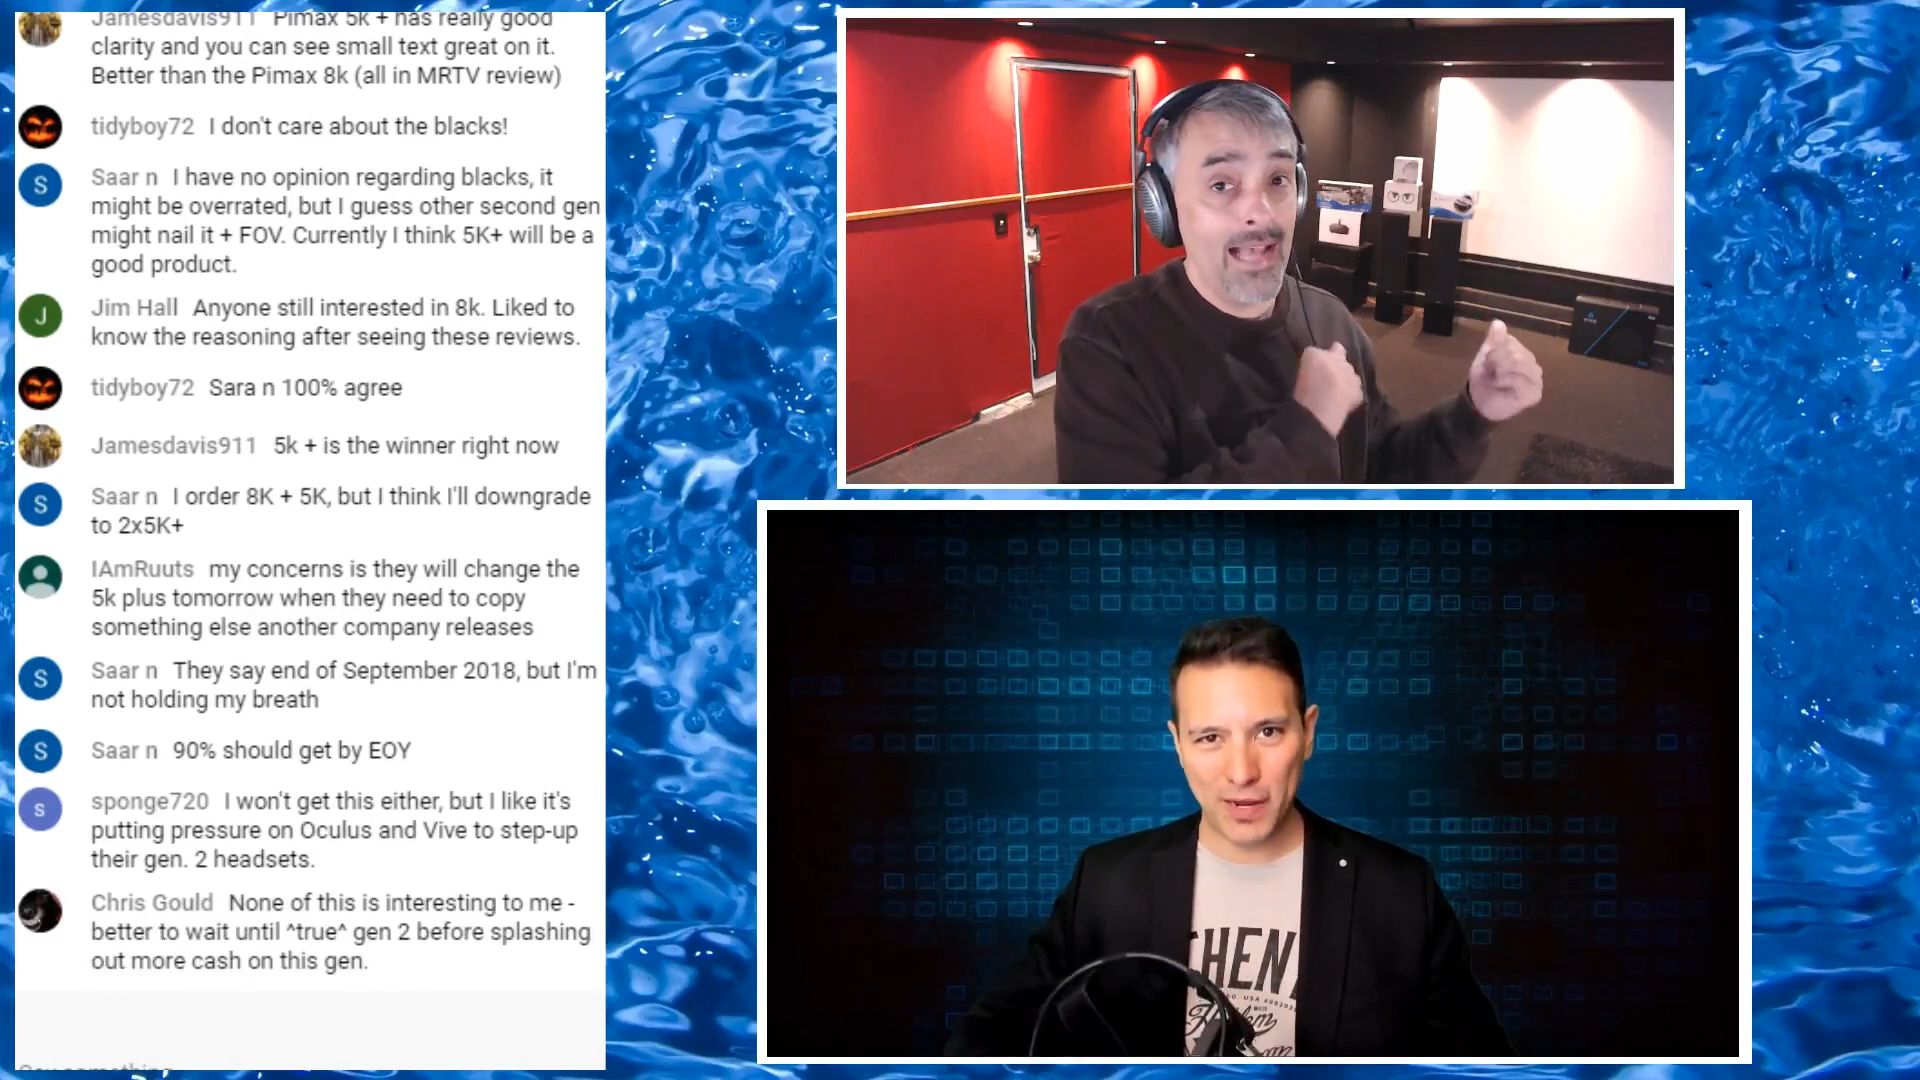 Jamesdavis911 Pimax 5k + has really good
clarity and you can see small text great on it.
Better than the Pimax 8k (all in MRTV review)
tidyboy72 I don't care about the blacks!
S
Saar n I have no opinion regarding blacks, it
might be overrated, but I guess other second gen
might nail it + FOV. Currently I think 5K+ will be a
good product.
J
Jim Hall Anyone still interested in 8k. Liked to
know the reasoning after seeing these reviews.
tidyboy72 Sara n 100% agree
Jamesdavis911 5k + is the winner right now
S
Saar n I order 8K + 5K, but I think I'll downgrade
to 2x5K+
IAmRuuts my concerns is they will change the
5k plus tomorrow when they need to copy
something else another company releases
S
Saar n They say end of September 2018, but I'm
not holding my breath
S
Saar n 90% should get by EOY
s
sponge720 I won't get this either, but I like it's
putting pressure on Oculus and Vive to step-up
their gen. 2 headsets.
Chris Gould None of this is interesting to me -
better to wait until ^true^ gen 2 before splashing
out more cash on this gen.
Say something